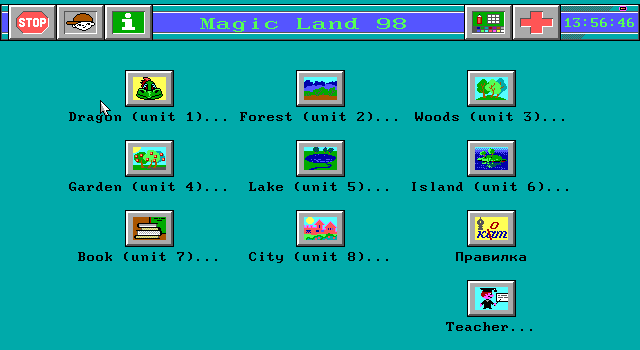 STOP
Magic Land 98
13:56:46
Dragon (unit 1)...
Forest (unit 2)...
Woods (unit 3)...
Garden (unit 4)...
Lake (unit 5)...
Island (unit 6)...
Book (unit 7)...
City (unit 8)...
Правилка
Teacher...